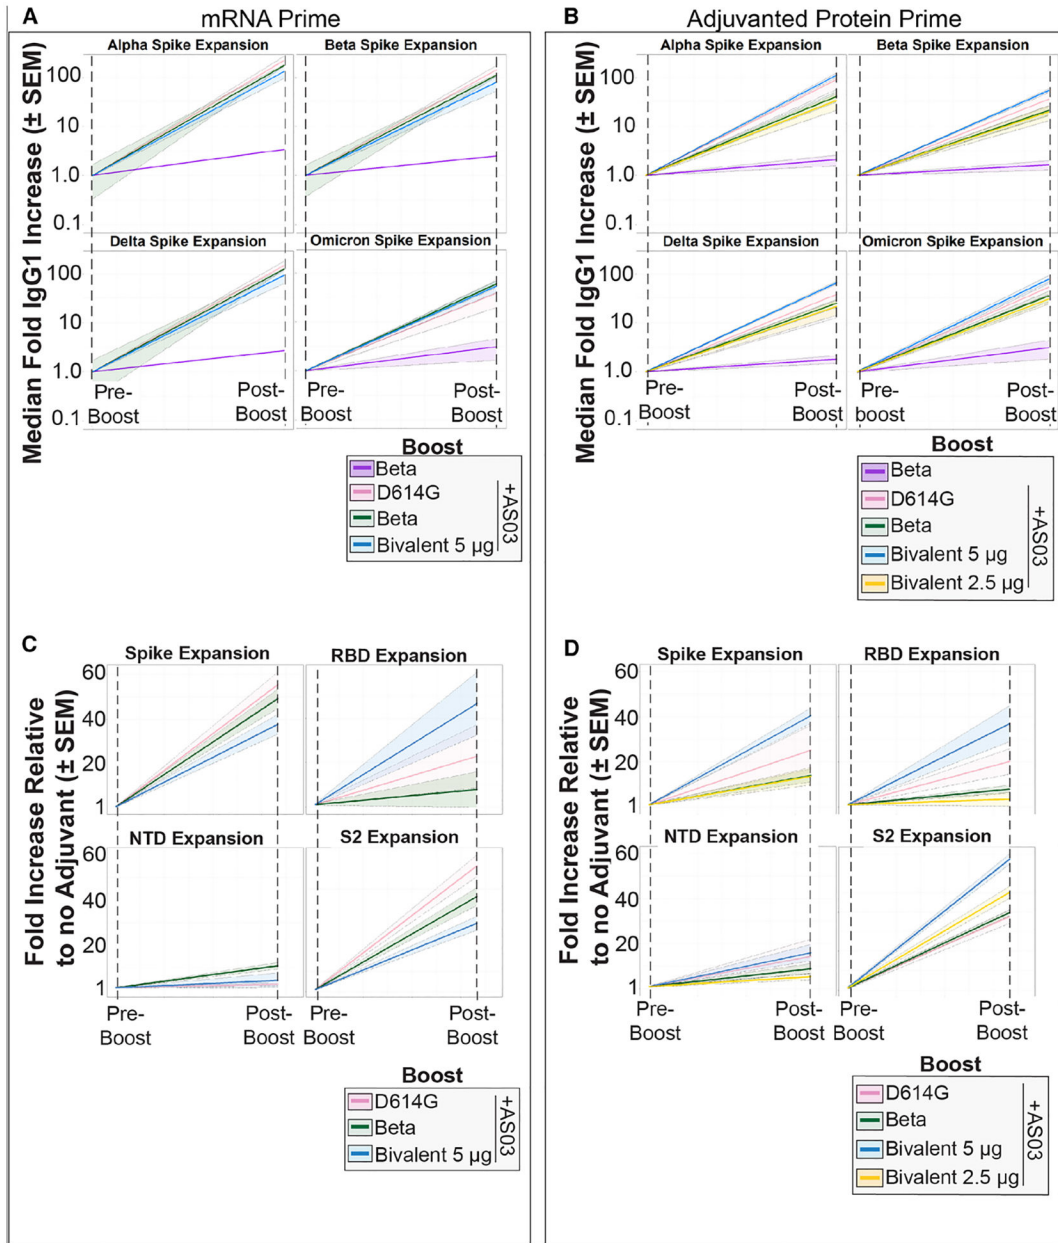 A
mRNA Prime
Median Fold IgG1 Increase (± SEM)
Alpha Spike Expansion
Beta Spike Expansion
100
10
1.0
0.1
Delta Spike Expansion
Omicron Spike Expansion
100
10
1.0
0.1
Pre-
Boost
Post-
Boost
Pre-
Boost
Post-
Boost
Boost
Beta
D614G
Beta
Bivalent 5 µg
+AS03
B
Adjuvanted Protein Prime
Median Fold IgG1 Increase (± SEM)
Alpha Spike Expansion
Beta Spike Expansion
100
10
1.0
0.1
Delta Spike Expansion
Omicron Spike Expansion
100
10
1.0
0.1
Pre-
Boost
Post-
Boost
Pre-
boost
Post-
Boost
Boost
Beta
D614G
Beta
Bivalent 5 µg
Bivalent 2.5 µg
+AS03
C
Fold Increase Relative
to no Adjuvant (± SEM)
Spike Expansion
RBD Expansion
60
40
20
1
NTD Expansion
S2 Expansion
60
40
20
1
Pre-
Boost
Post-
Boost
Pre-
Boost
Post-
Boost
Boost
D614G
Beta
Bivalent 5 µg
+AS03
D
Fold Increase Relative
to no Adjuvant (± SEM)
Spike Expansion
RBD Expansion
60
40
20
1
NTD Expansion
S2 Expansion
60
40
20
1
Pre-
Boost
Post-
Boost
Pre-
Boost
Post-
Boost
Boost
D614G
Beta
Bivalent 5 µg
Bivalent 2.5 µg
+AS03